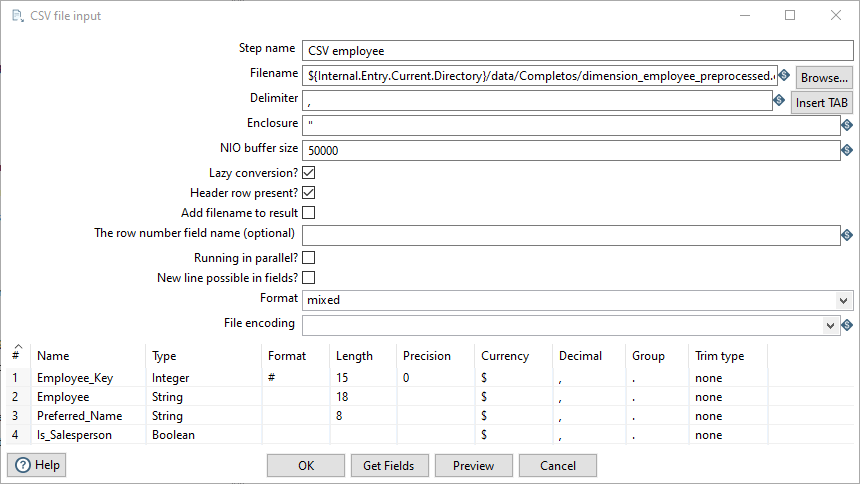 CSV file input
Step name CSV employee
Filename ${Internal.Entry.Current.Directory}/data/Completos/dimension_employee_preprocessed. Browse...
Delimiter , Insert TAB
Enclosure "
NIO buffer size 50000
Lazy conversion?
Header row present?
Add filename to result
The row number field name (optional)
Running in parallel?
New line possible in fields?
Format mixed
File encoding
# Name Type Format Length Precision Currency Decimal Group Trim type
1 Employee_Key Integer # 15 0 $ , . none
2 Employee String 18 $ , . none
3 Preferred_Name String 8 $ , . none
4 Is_Salesperson Boolean $ , . none
? Help OK Get Fields Preview Cancel